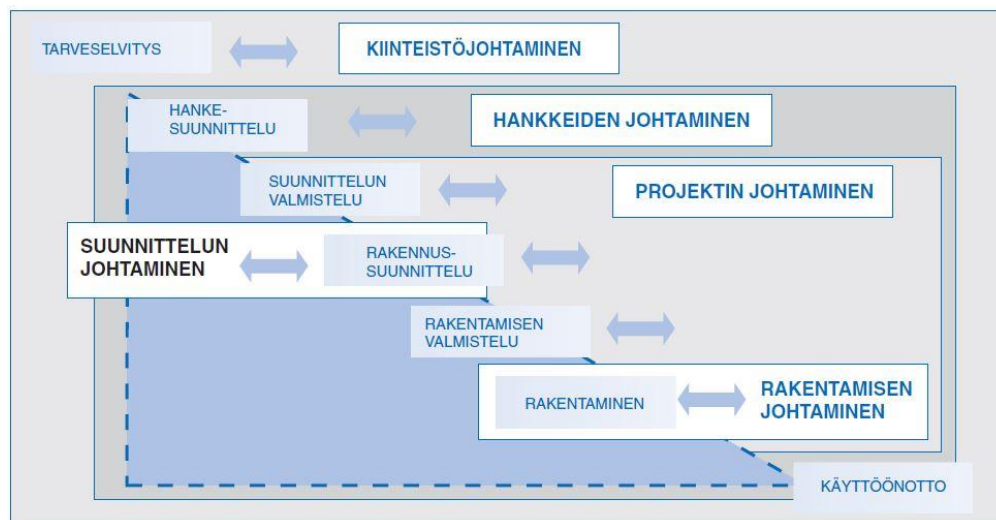 TARVESELVITYS
KIINTEISTÖJOHTAMINEN
HANKE-
SUUNNITTELU
HANKKEIDEN JOHTAMINEN
SUUNNITTELUN
VALMISTELU
PROJEKTIN JOHTAMINEN
SUUNNITTELUN
JOHTAMINEN
RAKENNUS-
SUUNNITTELU
RAKENTAMISEN
VALMISTELU
RAKENTAMINEN
RAKENTAMISEN
JOHTAMINEN
KÄYTTÖÖNOTTO